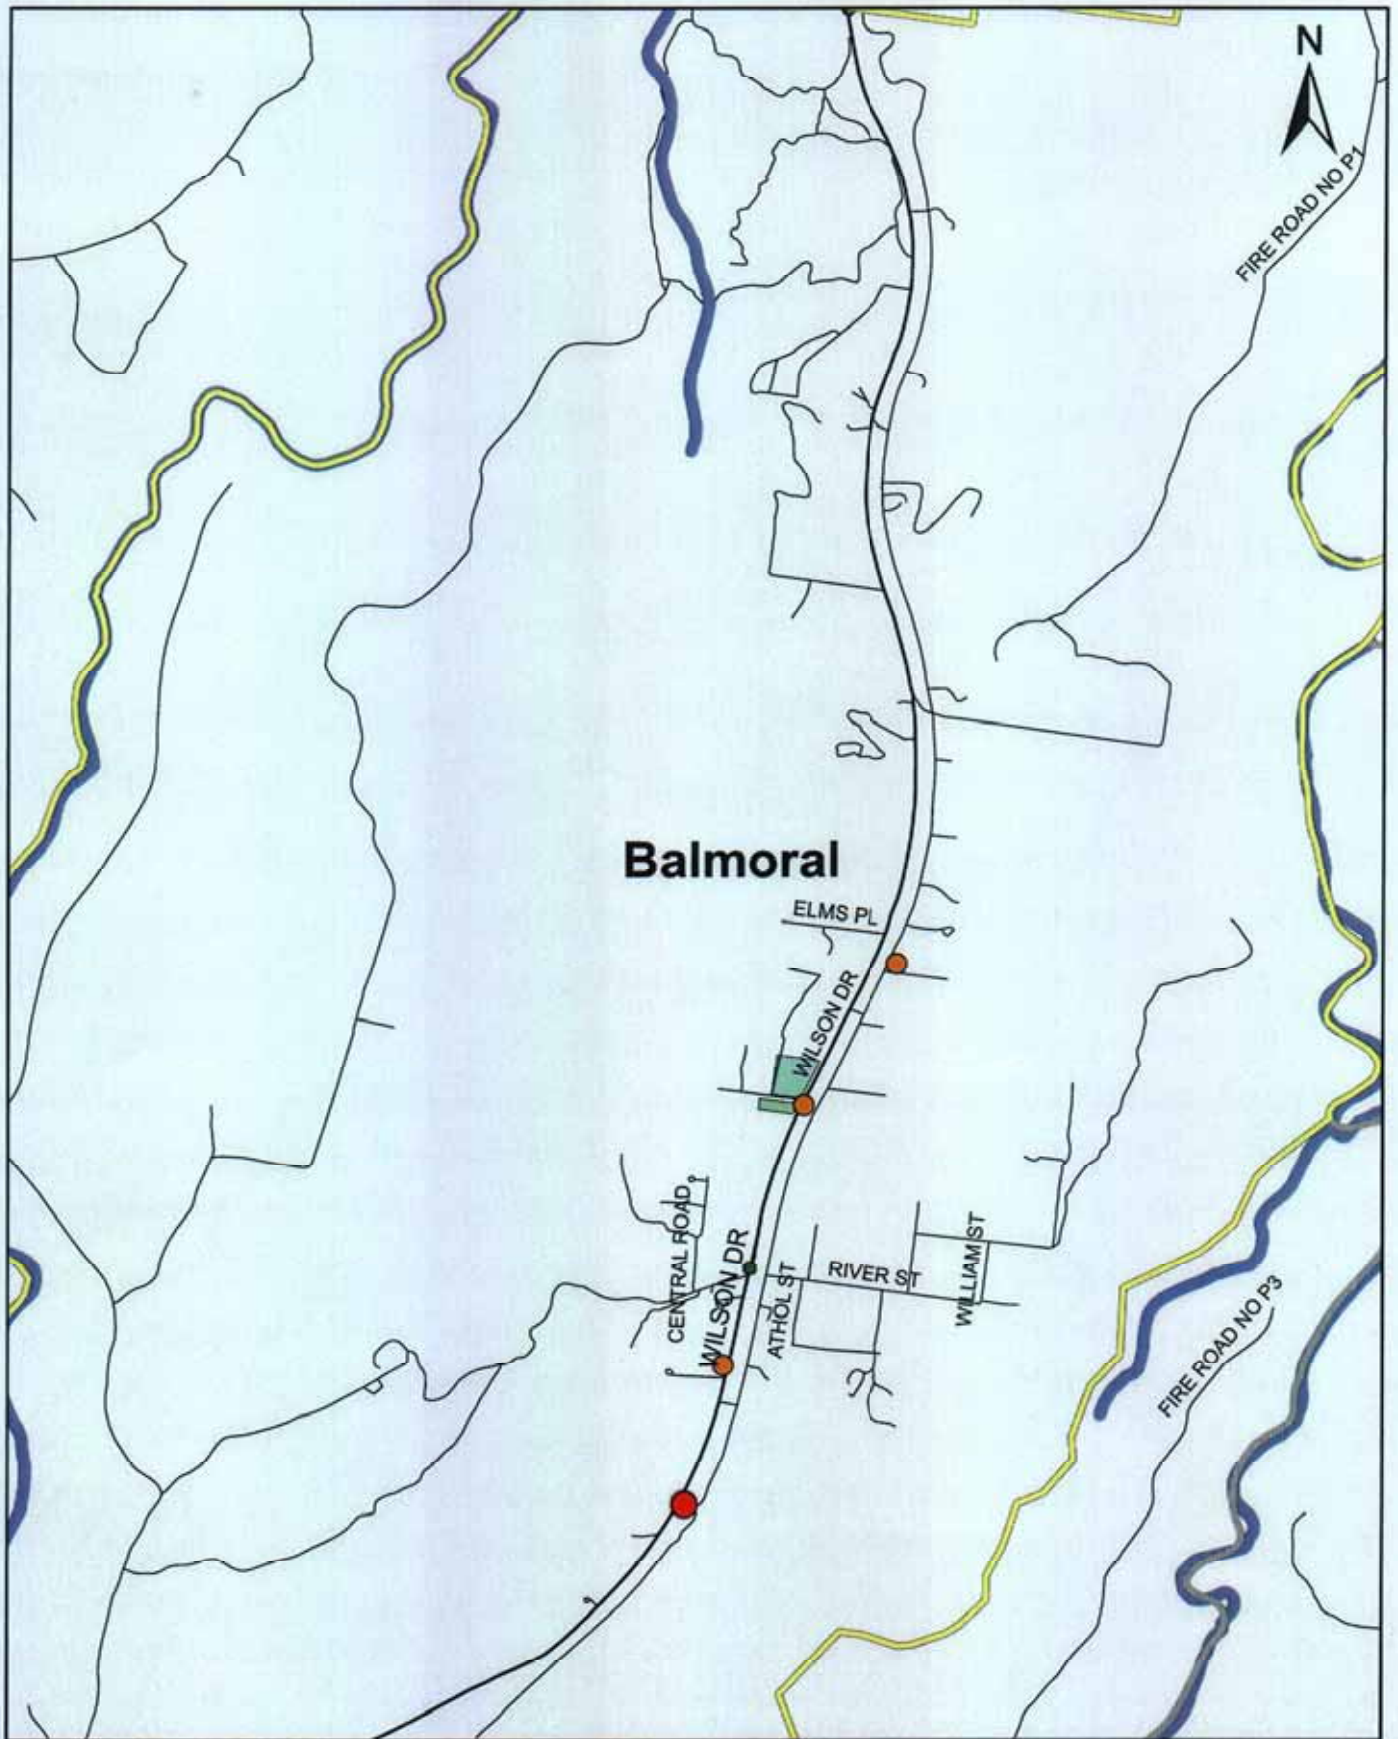 N
FIRE ROAD NO P1
Balmoral
ELMS PL
WILSON DR
CENTRAL ROAD
WILSON DR
ATHOL ST
RIVER ST
WILLIAM ST
FIRE ROAD NO P3